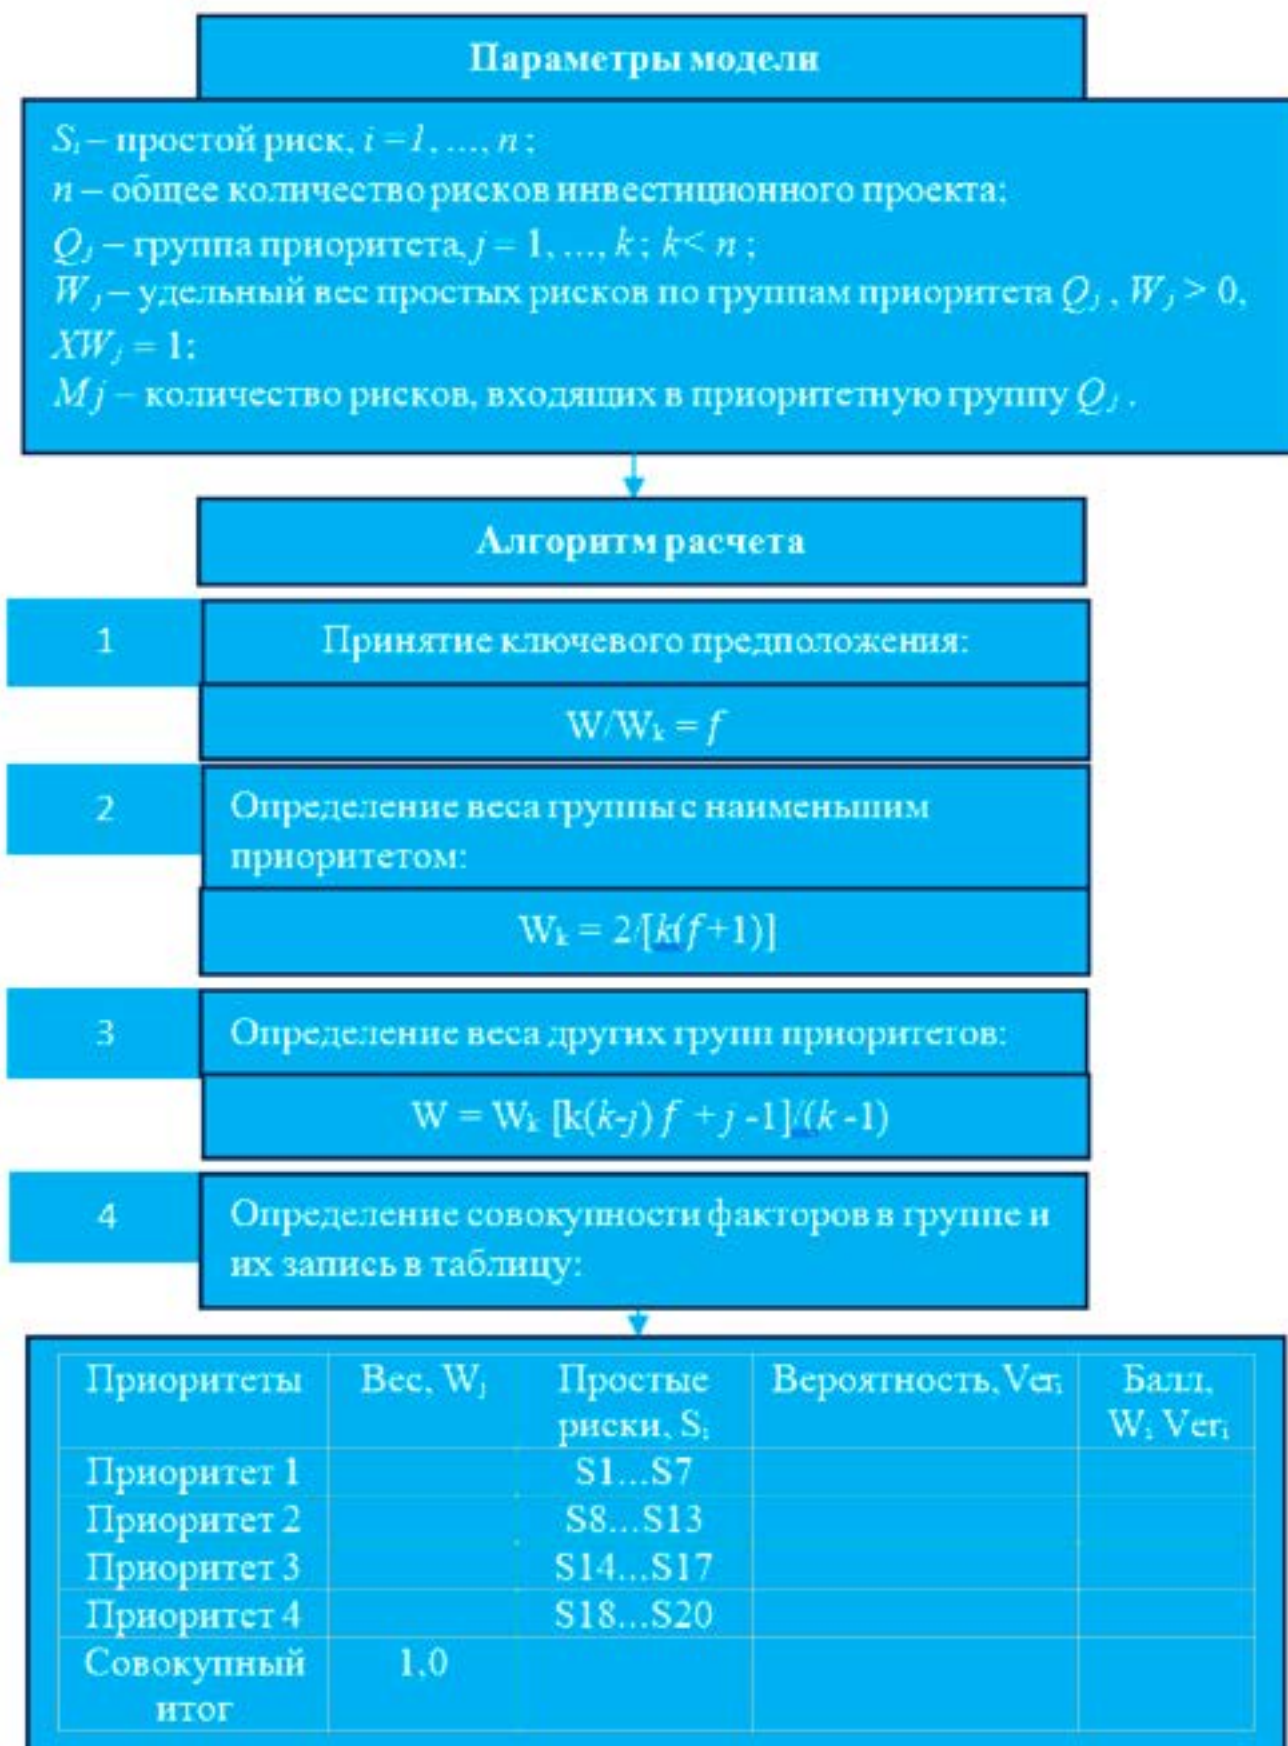 Параметры модели
Sᵢ – простой риск, i =1, ..., n ;
n – общее количество рисков инвестиционного проекта;
Qⱼ – группа приоритета, j = 1, ..., k ; k< n ;
Wⱼ – удельный вес простых рисков по группам приоритета Qⱼ , Wⱼ > 0,
XWⱼ = 1;
Mj – количество рисков, входящих в приоритетную группу Qⱼ .
Алгоритм расчета
1
Принятие ключевого предположения:
W/Wₖ = f
2
Определение веса группы с наименьшим
приоритетом:
Wₖ = 2/[k(f+1)]
3
Определение веса других групп приоритетов:
W = Wₖ [k(k-j) f + j -1]/(k -1)
4
Определение совокупности факторов в группе и
их запись в таблицу:
Приоритеты Вес, Wⱼ Простые Вероятность, Verᵢ Балл,
риски, Sᵢ Wᵢ Verᵢ
Приоритет 1 S1...S7
Приоритет 2 S8...S13
Приоритет 3 S14...S17
Приоритет 4 S18...S20
Совокупный 1,0
итог